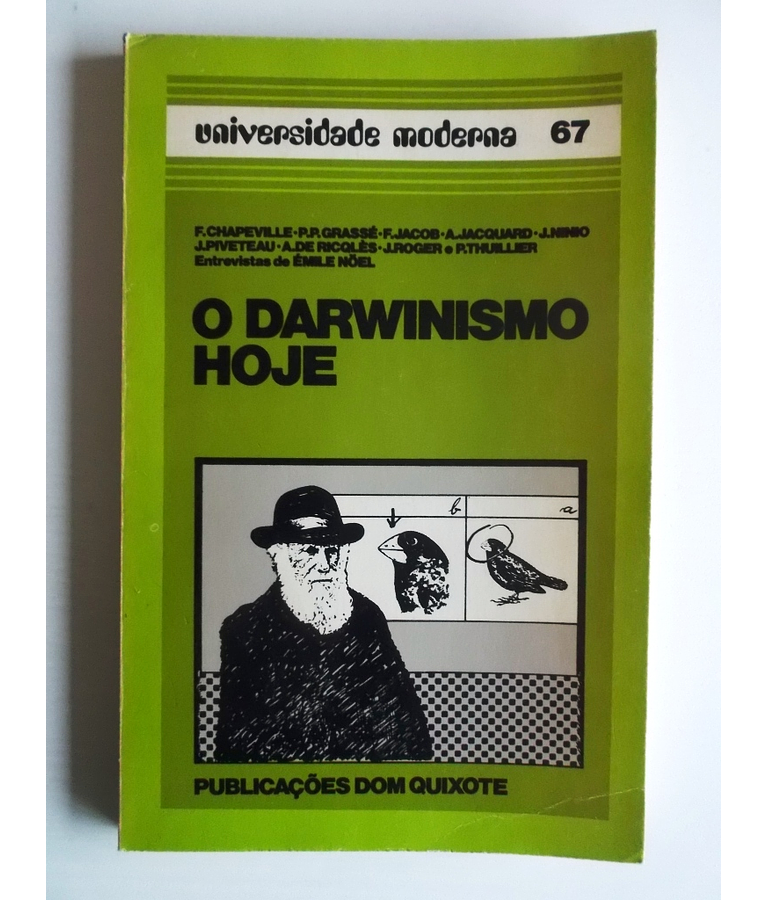 universidade moderna 67
F. CHAPEVILLE • P.P. GRASSÉ • F. JACOB • A. JACQUARD • J. NINIO
J. PIVETEAU • A. DE RICQLÈS • J. ROGER e P. THUILLIER
Entrevistas de ÉMILE NÖEL
O DARWINISMO
HOJE
b a
PUBLICAÇÕES DOM QUIXOTE